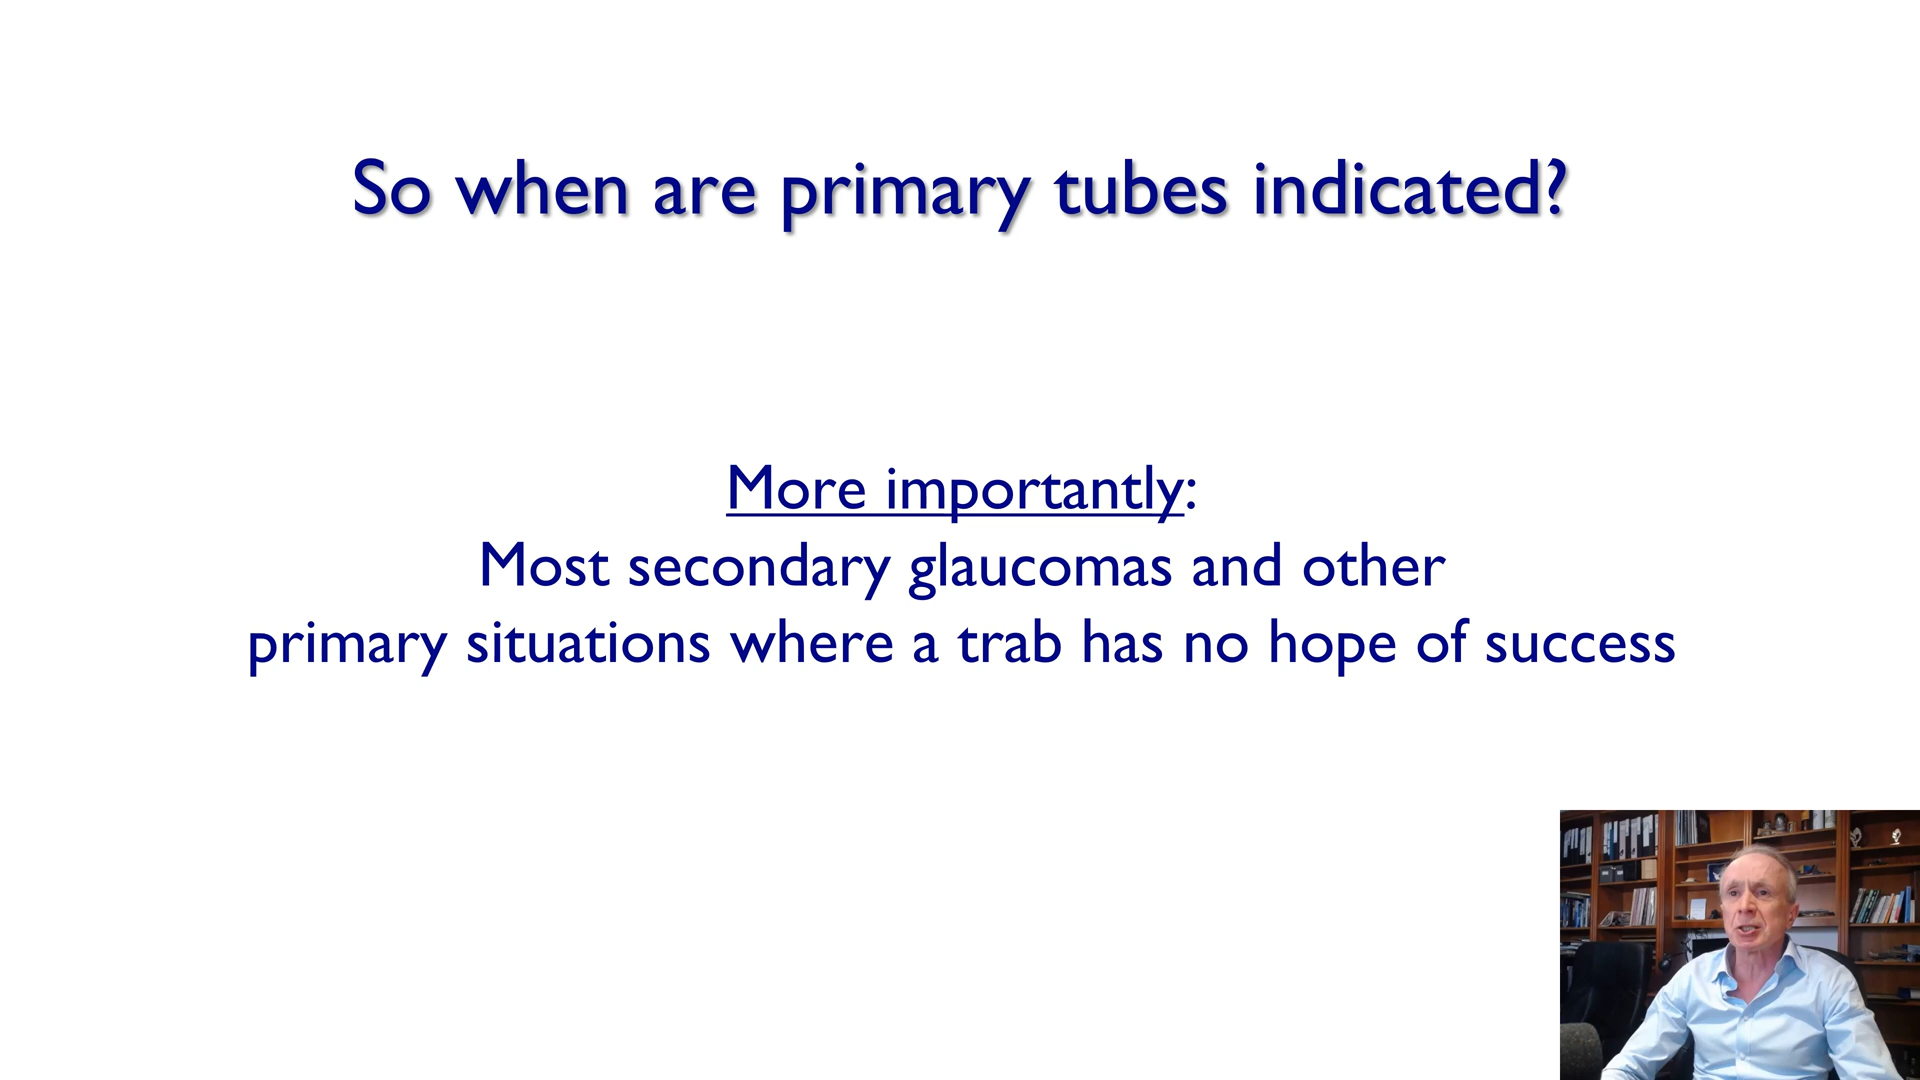 So when are primary tubes indicated?
More importantly:
Most secondary glaucomas and other
primary situations where a trab has no hope of success